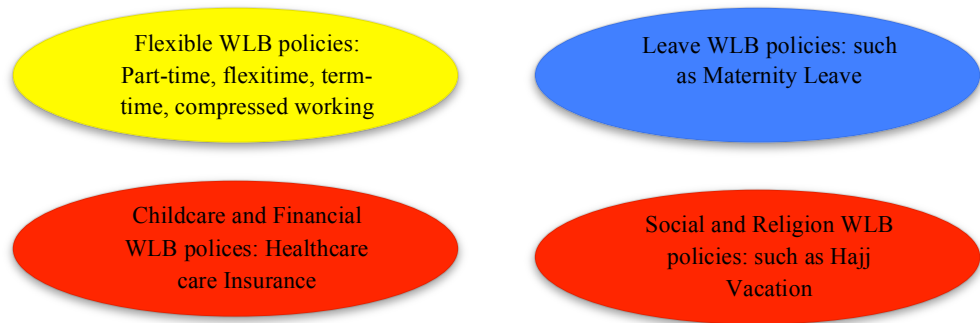 Flexible WLB policies:
Part-time, flexitime, term-
time, compressed working
Leave WLB policies: such
as Maternity Leave
Childcare and Financial
WLB polices: Healthcare
care Insurance
Social and Religion WLB
policies: such as Hajj
Vacation